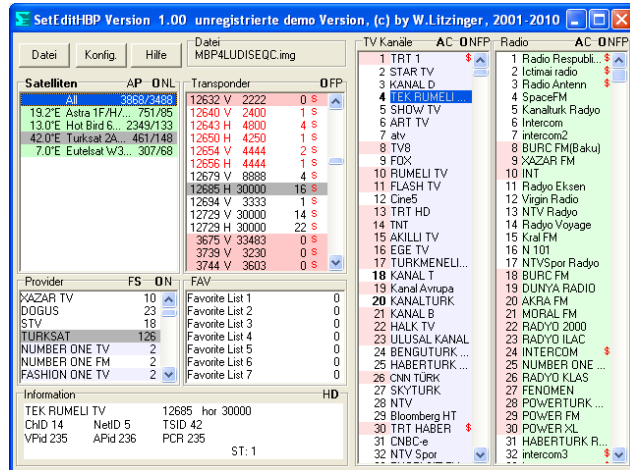 SetEditHBP Version 1.00 unregistrierte demo Version, (c) by W.Litzinger, 2001-2010
Datei
Konfig.
Hilfe
Datei
MBP4LUDISEQC.img
Satelliten AP ONL
All 3868/3488
19.2°E Astra 1F/H/... 751/85
13.0°E Hot Bird 6... 2349/133
42.0°E Turksat 2A... 461/148
7.0°E Eutelsat W3... 307/68
Transponder OFP
12632 V 2222 0 S
12640 V 2400 1 S
12643 H 4800 4 S
12650 H 4250 1 S
12654 V 4444 2 S
12656 H 4444 1 S
12679 V 8888 4 S
12685 H 30000 16 S
12694 V 3333 1 S
12729 V 30000 14 S
12729 H 30000 22 S
3675 V 33483 0 S
3739 V 3230 0 S
3744 V 3603 0 S
Provider FS ON
XAZAR TV 10
DOGUS 23
STV 18
TURKSAT 126
NUMBER ONE TV 2
NUMBER ONE FM 2
FASHION ONE TV 2
FAV
Favorite List 1 0
Favorite List 2 0
Favorite List 3 0
Favorite List 4 0
Favorite List 5 0
Favorite List 6 0
Favorite List 7 0
Information HD
TEK RUMELI TV 12685 hor 30000
ChID 14 NetID 5 TSID 42
VPid 235 APid 236 PCR 235
ST: 1
TV Kanäle AC ONFP
1 TRT 1 $
2 STAR TV
3 KANAL D
4 TEK RUMELI ...
5 SHOW TV
6 ART TV
7 atv
8 TV8
9 FOX
10 RUMELI TV
11 FLASH TV
12 Cine5
13 TRT HD
14 TNT
15 AKILLI TV
16 EGE TV
17 TURKMENELI...
18 KANAL T
19 Kanal Avrupa
20 KANALTURK
21 KANAL B
22 HALK TV
23 ULUSAL KANAL
24 BENGUTURK ...
25 HABERTURK ...
26 CNN TÜRK
27 SKYTURK
28 NTV
29 Bloomberg HT
30 TRT HABER $
31 CNBC-e
32 NTV Spor
Radio AC ONFP
1 Radio Respubli... $
2 Ictimai radio $
3 Radio Antenn $
4 SpaceFM
5 Kanalturk Radyo
6 Intercom
7 intercom2
8 BURC FM(Baku)
9 XAZAR FM
10 INT
11 Radyo Eksen
12 Virgin Radio
13 NTV Radyo
14 Radyo Voyage
15 Kral FM
16 N 101
17 NTVSpor Radyo
18 BURC FM
19 DUNYA RADIO
20 AKRA FM
21 MORAL FM
22 RADYO 2000
23 RADYO ILAC
24 INTERCOM $
25 NUMBER ONE ...
26 RADYO KLAS
27 FENOMEN
28 POWERTURK ...
29 POWER FM
30 POWER XL
31 HABERTURK R...
32 intercom3 $